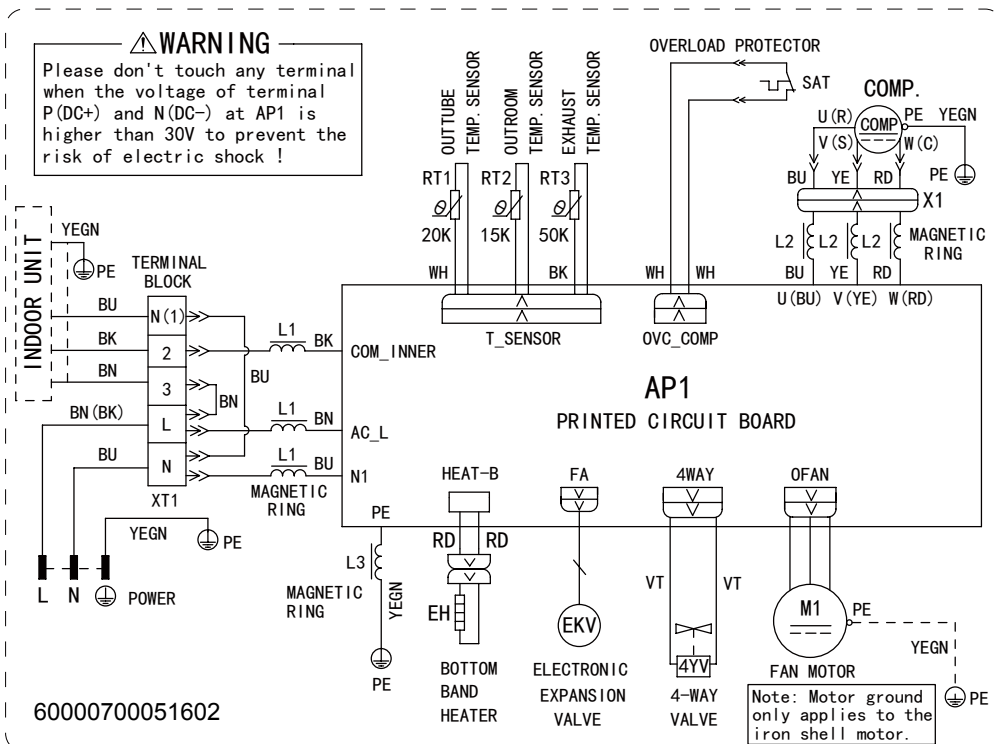 WARNING
Please don't touch any terminal
when the voltage of terminal
P(DC+) and N(DC-) at AP1 is
higher than 30V to prevent the
risk of electric shock !
OVERLOAD PROTECTOR
SAT
COMP.
U(R)
COMP
PE
YEGN
V(S)
W(C)
PE
BU
YE
RD
X1
L2
L2
L2
MAGNETIC
RING
BU
YE
RD
U(BU)
V(YE)
W(RD)
OUTTUBE
TEMP. SENSOR
OUTROOM
TEMP. SENSOR
EXHAUST
TEMP. SENSOR
RT1
RT2
RT3
θ
θ
θ
20K
15K
50K
WH
BK
WH
WH
T_SENSOR
OVC_COMP
INDOOR UNIT
YEGN
PE
TERMINAL
BLOCK
BU
N(1)
BK
2
BN
3
BN(BK)
L
BU
N
XT1
BU
BN
L1
BK
COM_INNER
L1
BN
AC_L
L1
BU
N1
MAGNETIC
RING
AP1
PRINTED CIRCUIT BOARD
YEGN
PE
L
N
POWER
PE
L3
MAGNETIC
RING
YEGN
PE
HEAT-B
RD
RD
EH
BOTTOM
BAND
HEATER
FA
EKV
ELECTRONIC
EXPANSION
VALVE
4WAY
VT
VT
4YV
4-WAY
VALVE
OFAN
M1
PE
YEGN
PE
FAN MOTOR
Note: Motor ground
only applies to the
iron shell motor.
60000700051602